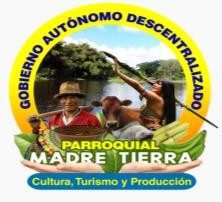 GOBIERNO AUTÓNOMO DESCENTRALIZADO
PARROQUIAL
MADRE TIERRA
Cultura, Turismo y Producción